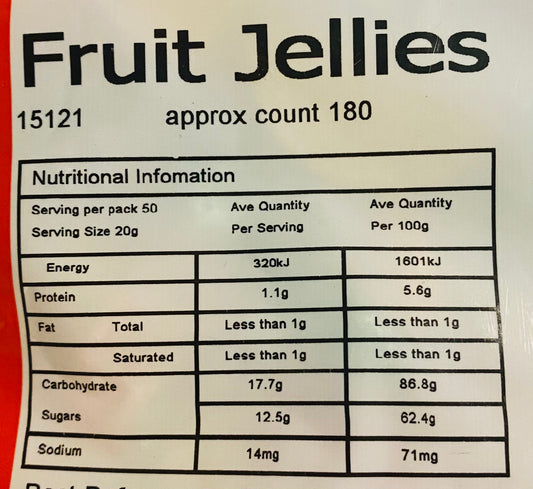 Fruit Jellies
15121 approx count 180
Nutritional Infomation
Serving per pack 50 Ave Quantity Ave Quantity
Serving Size 20g Per Serving Per 100g
Energy 320kJ 1601kJ
Protein 1.1g 5.6g
Fat Total Less than 1g Less than 1g
Saturated Less than 1g Less than 1g
Carbohydrate 17.7g 86.8g
Sugars 12.5g 62.4g
Sodium 14mg 71mg